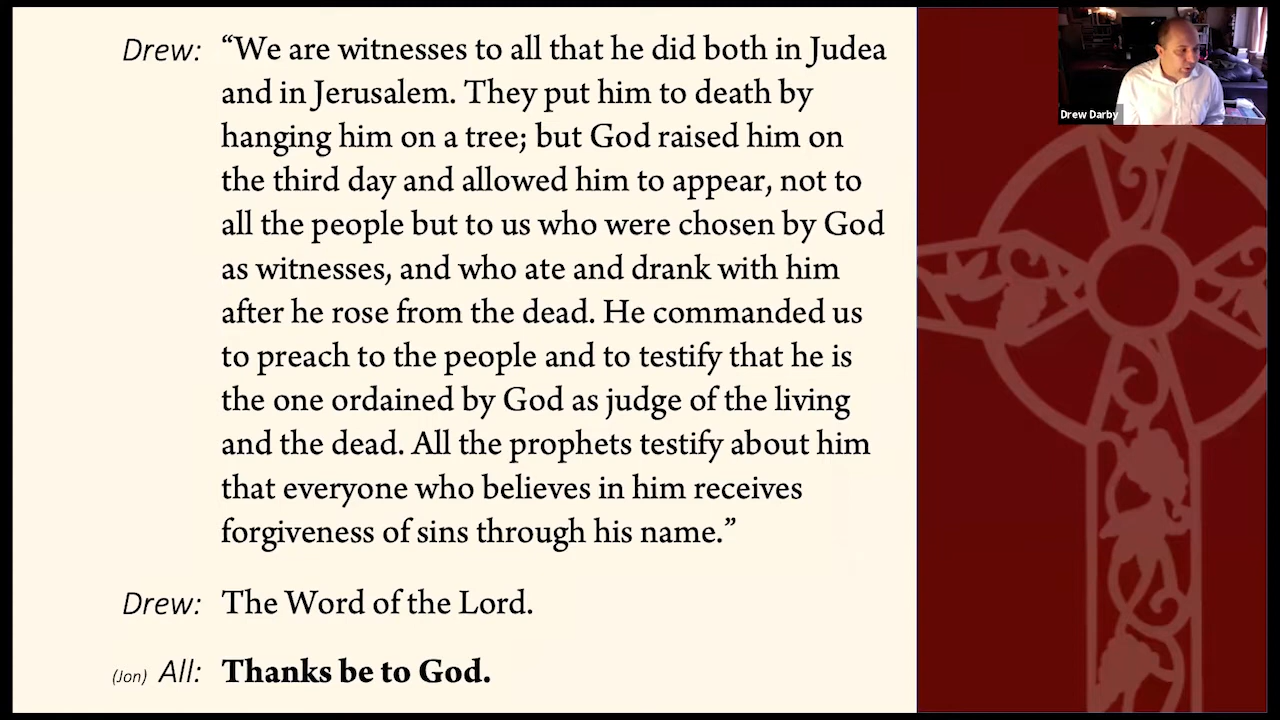 Drew: “We are witnesses to all that he did both in Judea
and in Jerusalem. They put him to death by
hanging him on a tree; but God raised him on
the third day and allowed him to appear, not to
all the people but to us who were chosen by God
as witnesses, and who ate and drank with him
after he rose from the dead. He commanded us
to preach to the people and to testify that he is
the one ordained by God as judge of the living
and the dead. All the prophets testify about him
that everyone who believes in him receives
forgiveness of sins through his name.”
Drew: The Word of the Lord.
(Jon) All: Thanks be to God.
Drew Darby